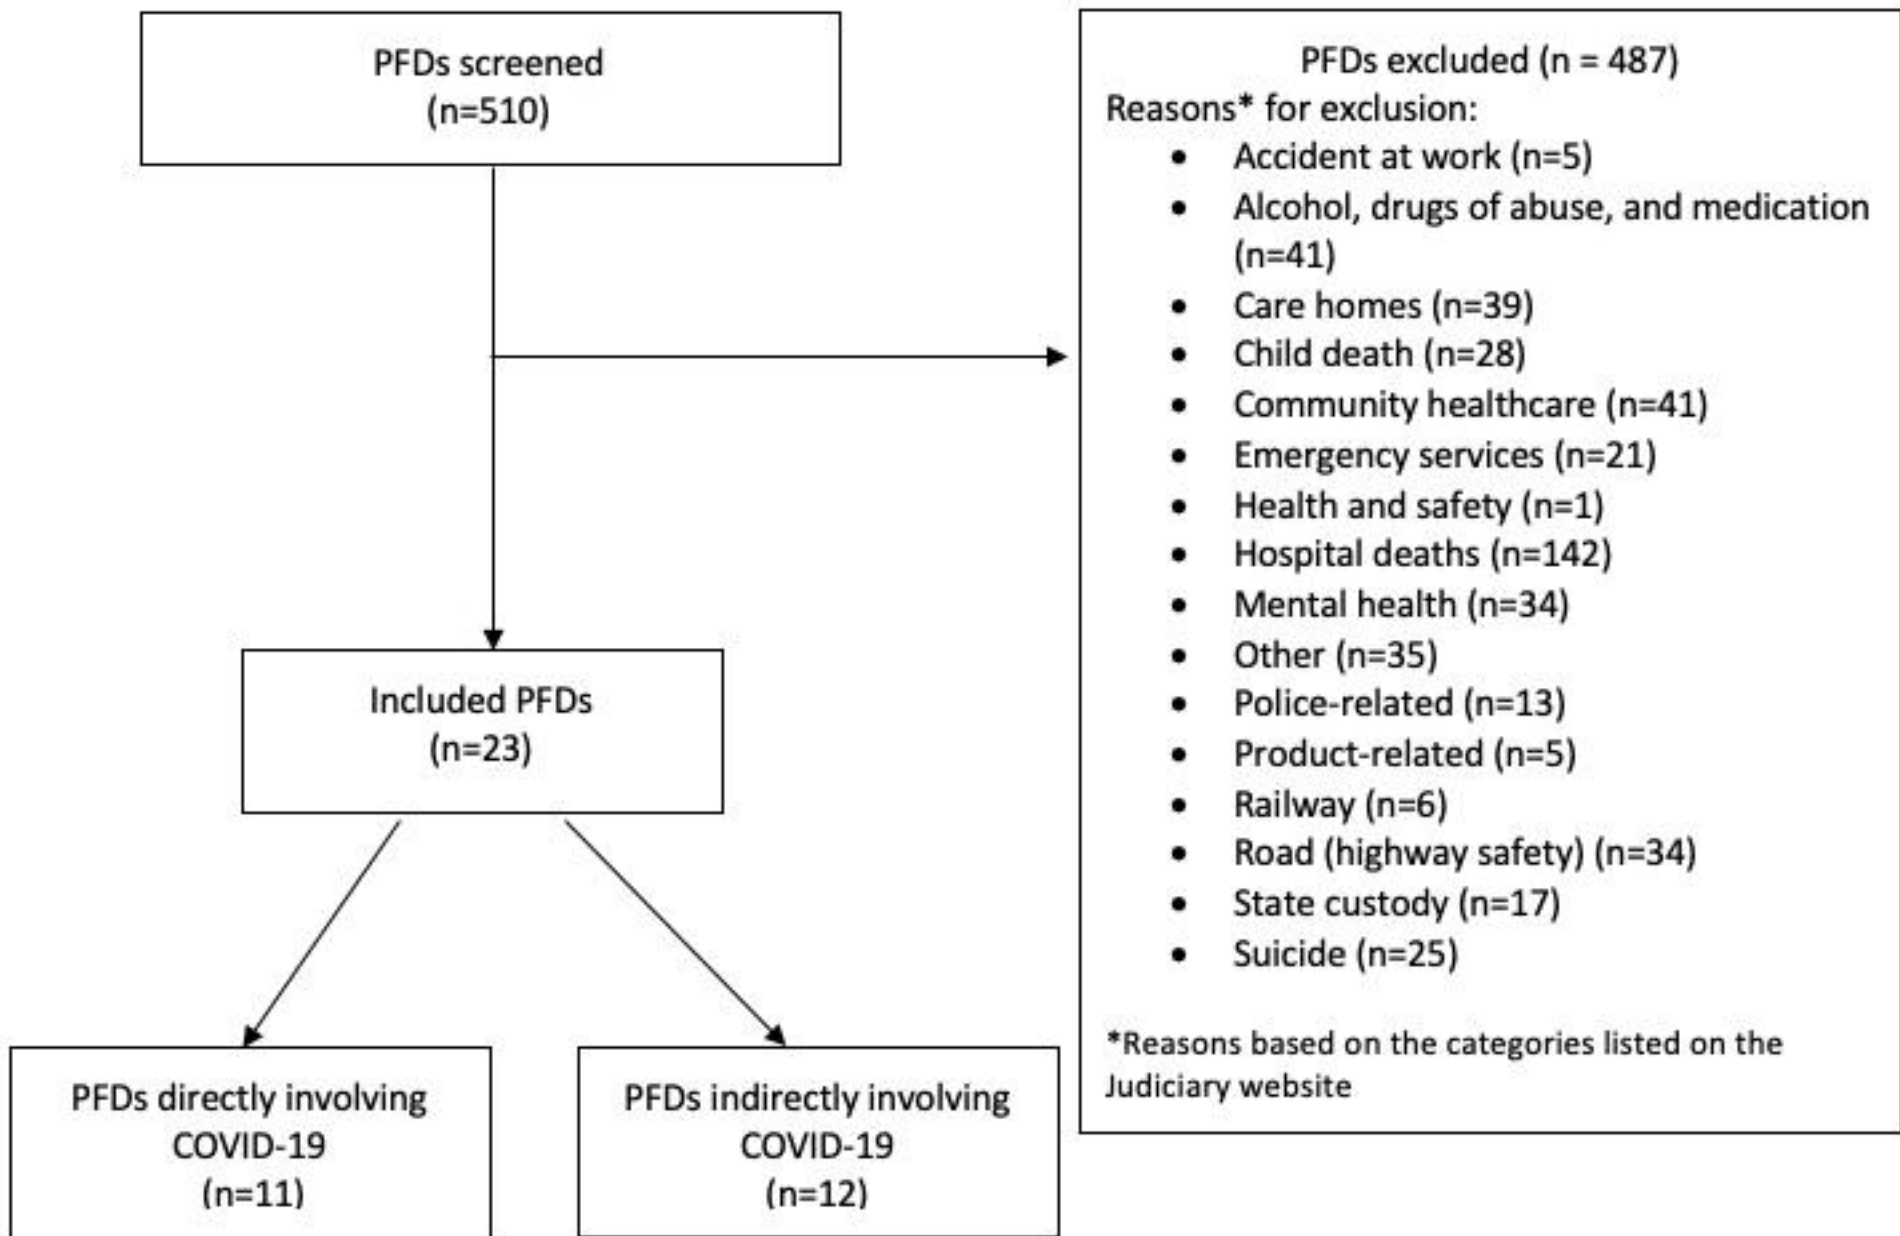 PFDs screened
(n=510)
PFDs excluded (n = 487)
Reasons* for exclusion:
• Accident at work (n=5)
• Alcohol, drugs of abuse, and medication
(n=41)
• Care homes (n=39)
• Child death (n=28)
• Community healthcare (n=41)
• Emergency services (n=21)
• Health and safety (n=1)
• Hospital deaths (n=142)
• Mental health (n=34)
• Other (n=35)
• Police-related (n=13)
• Product-related (n=5)
• Railway (n=6)
• Road (highway safety) (n=34)
• State custody (n=17)
• Suicide (n=25)
*Reasons based on the categories listed on the
Judiciary website
Included PFDs
(n=23)
PFDs directly involving
COVID-19
(n=11)
PFDs indirectly involving
COVID-19
(n=12)